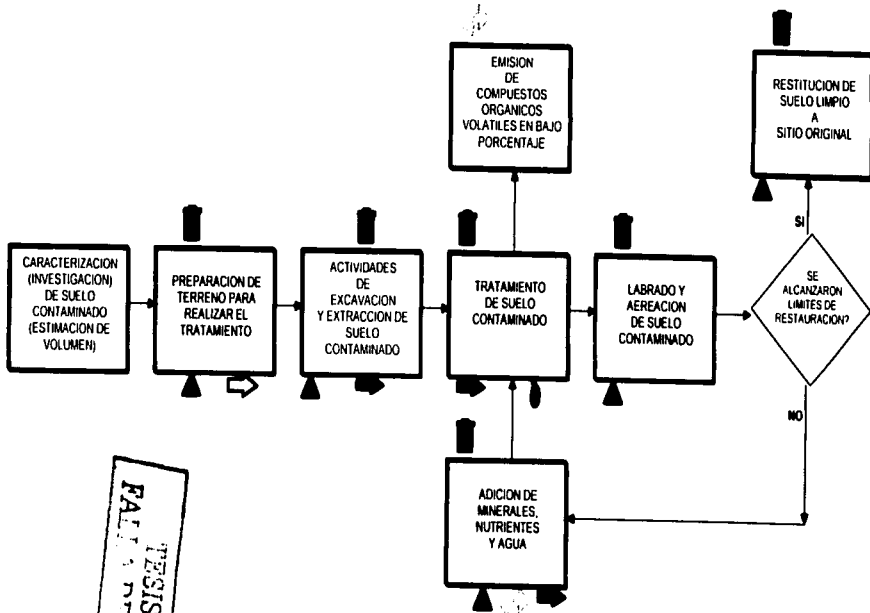 EMISION
DE
COMPUESTOS
ORGANICOS
VOLATILES EN BAJO
PORCENTAJE
RESTITUCION DE
SUELO LIMPIO
A
SITIO ORIGINAL
SI
CARACTERIZACION
(INVESTIGACION)
DE SUELO
CONTAMINADO
(ESTIMACION DE
VOLUMEN)
PREPARACION DE
TERRENO PARA
REALIZAR EL
TRATAMIENTO
ACTIVIDADES
DE
EXCAVACION
Y EXTRACCION DE
SUELO
CONTAMINADO
TRATAMIENTO
DE SUELO
CONTAMINADO
LABRADO Y
AEREACION
DE SUELO
CONTAMINADO
SE
ALCANZARON
LIMITES DE
RESTAURACION?
NO
ADICION DE
MINERALES,
NUTRIENTES
Y AGUA
TESIS
FALLA